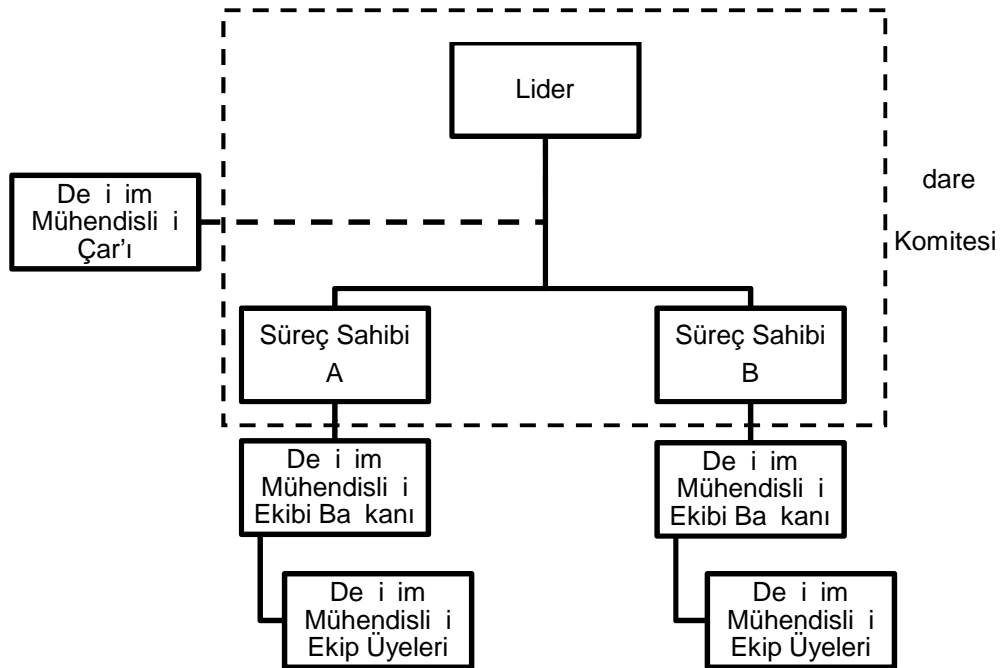 Lider
dare
Komitesi
De i im
Mühendisli i
Çar'ı
Süreç Sahibi
A
Süreç Sahibi
B
De i im
Mühendisli i
Ekibi Ba kanı
De i im
Mühendisli i
Ekibi Ba kanı
De i im
Mühendisli i
Ekip Üyeleri
De i im
Mühendisli i
Ekip Üyeleri